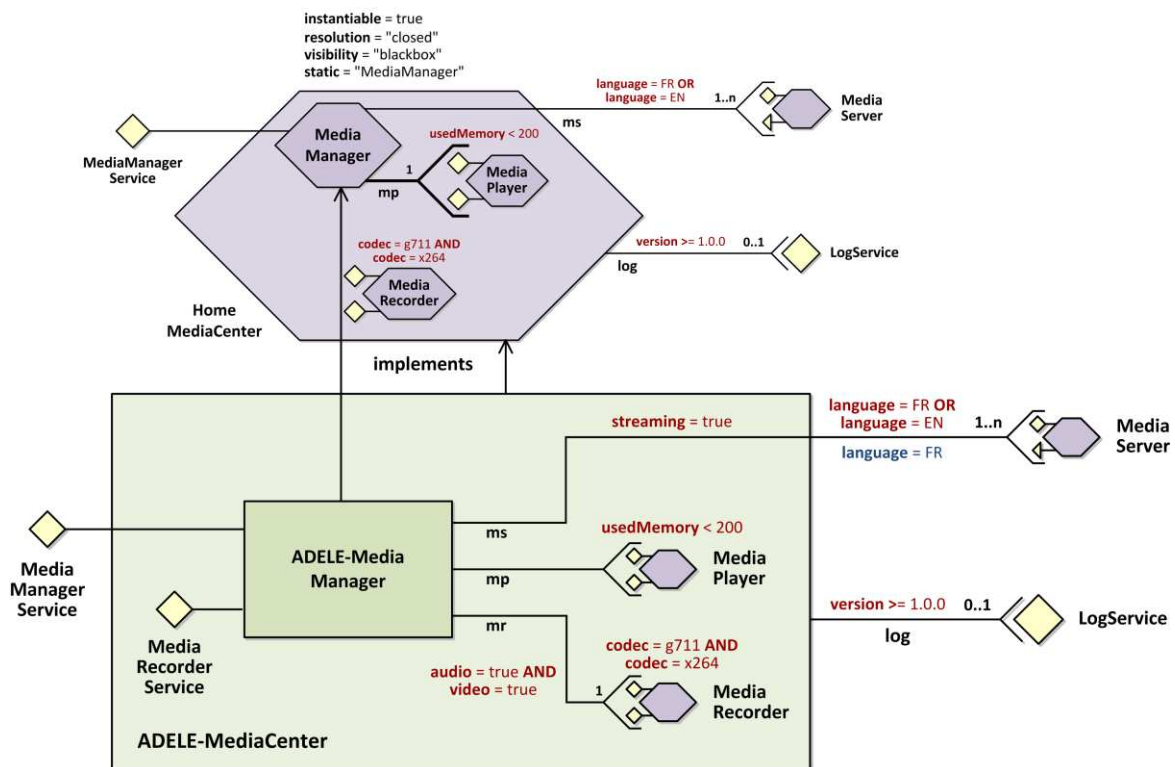 instantiable = true
resolution = "closed"
visibility = "blackbox"
static = "MediaManager"
language = FR OR
language = EN
1..n
Media
Server
ms
MediaManager
Service
Media
Manager
usedMemory < 200
1
mp
Media
Player
codec = g711 AND
codec = x264
Media
Recorder
version >= 1.0.0
0..1
log
LogService
Home
MediaCenter
implements
streaming = true
language = FR OR
language = EN
1..n
language = FR
Media
Server
ADELE-Media
Manager
ms
mp
mr
usedMemory < 200
Media
Player
Media
Manager
Service
Media
Recorder
Service
version >= 1.0.0
0..1
log
LogService
audio = true AND
video = true
codec = g711 AND
codec = x264
1
Media
Recorder
ADELE-MediaCenter